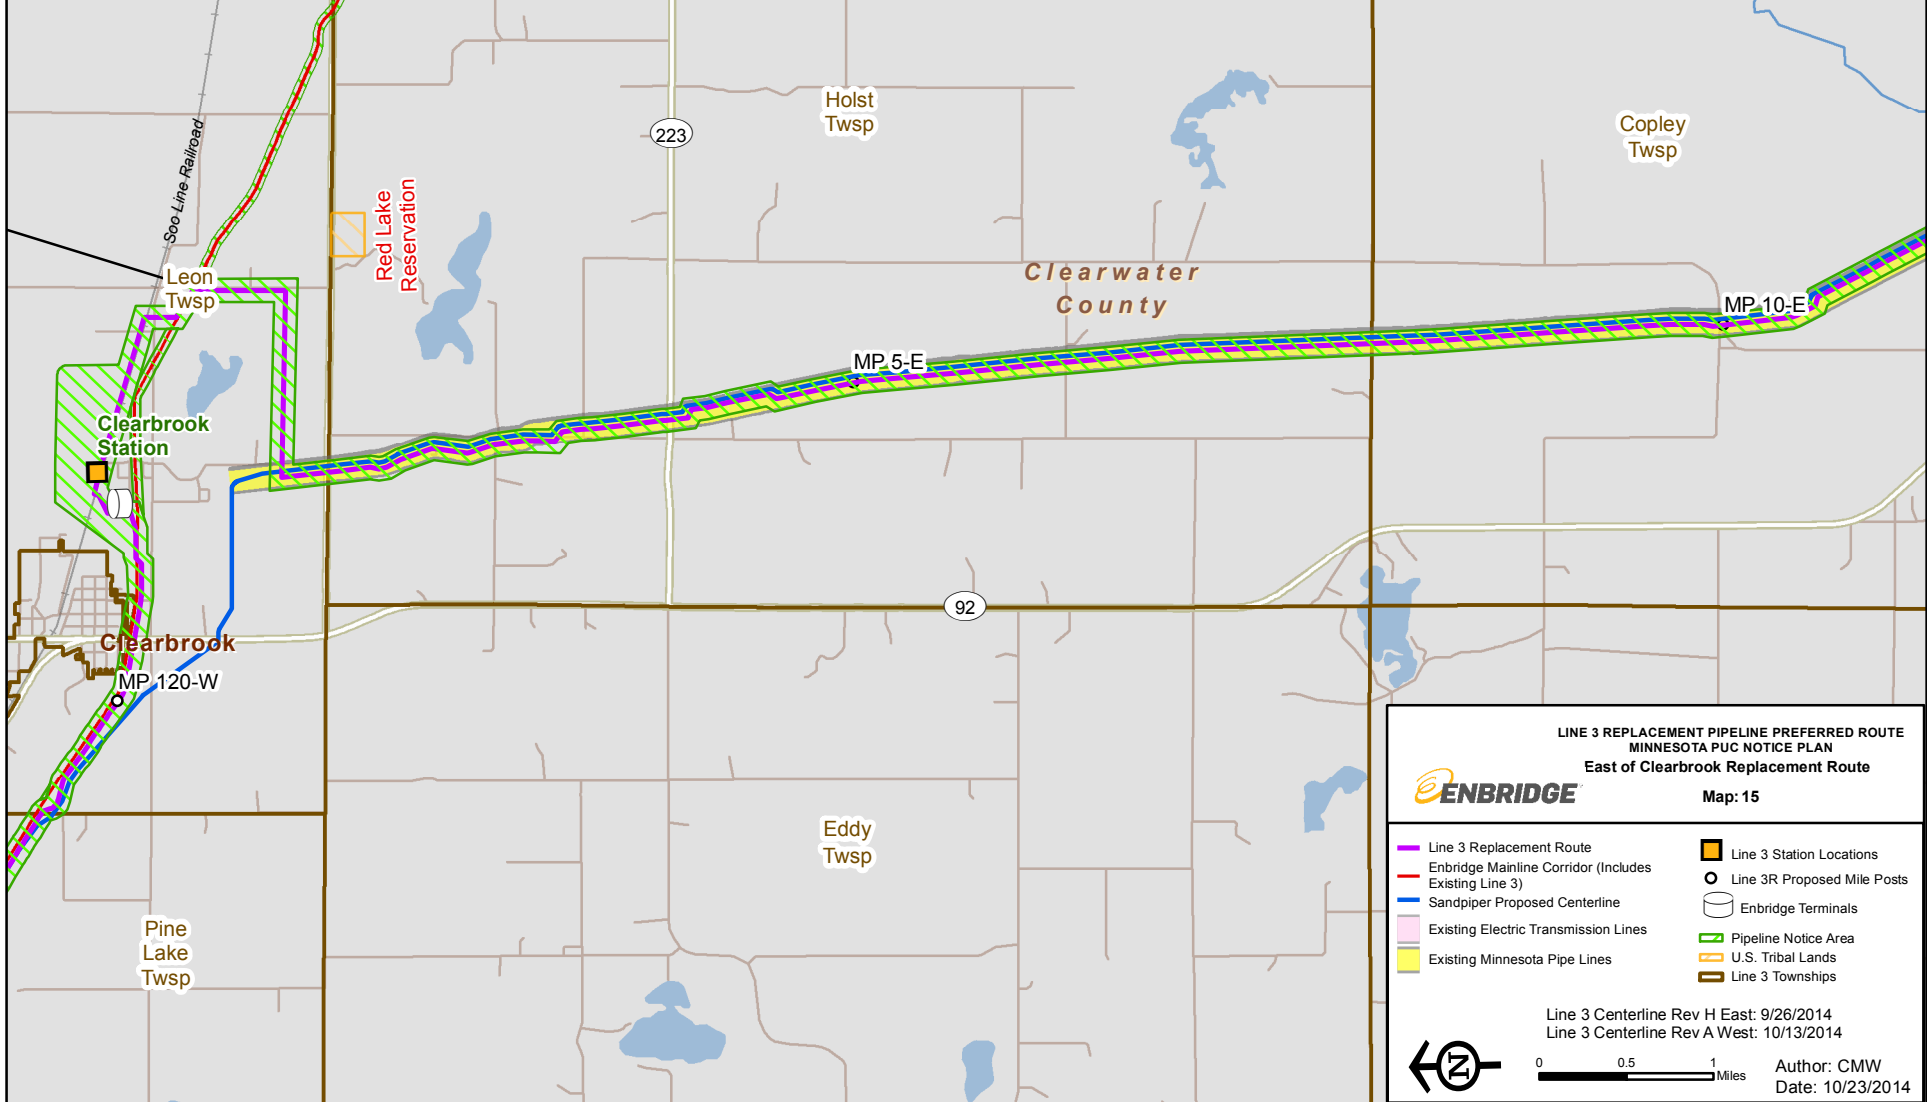 Holst
Twsp
Copley
Twsp
223
Soo Line Railroad
Red Lake
Reservation
Leon
Twsp
Clearwater
County
MP 10-E
MP 5-E
Clearbrook
Station
92
Clearbrook
MP 120-W
Eddy
Twsp
Pine
Lake
Twsp
LINE 3 REPLACEMENT PIPELINE PREFERRED ROUTE
MINNESOTA PUC NOTICE PLAN
East of Clearbrook Replacement Route
ENBRIDGE
Map: 15
Line 3 Replacement Route
Enbridge Mainline Corridor (Includes
Existing Line 3)
Sandpiper Proposed Centerline
Existing Electric Transmission Lines
Existing Minnesota Pipe Lines
Line 3 Station Locations
Line 3R Proposed Mile Posts
Enbridge Terminals
Pipeline Notice Area
U.S. Tribal Lands
Line 3 Townships
Line 3 Centerline Rev H East: 9/26/2014
Line 3 Centerline Rev A West: 10/13/2014
N
0 0.5 1
Miles
Author: CMW
Date: 10/23/2014